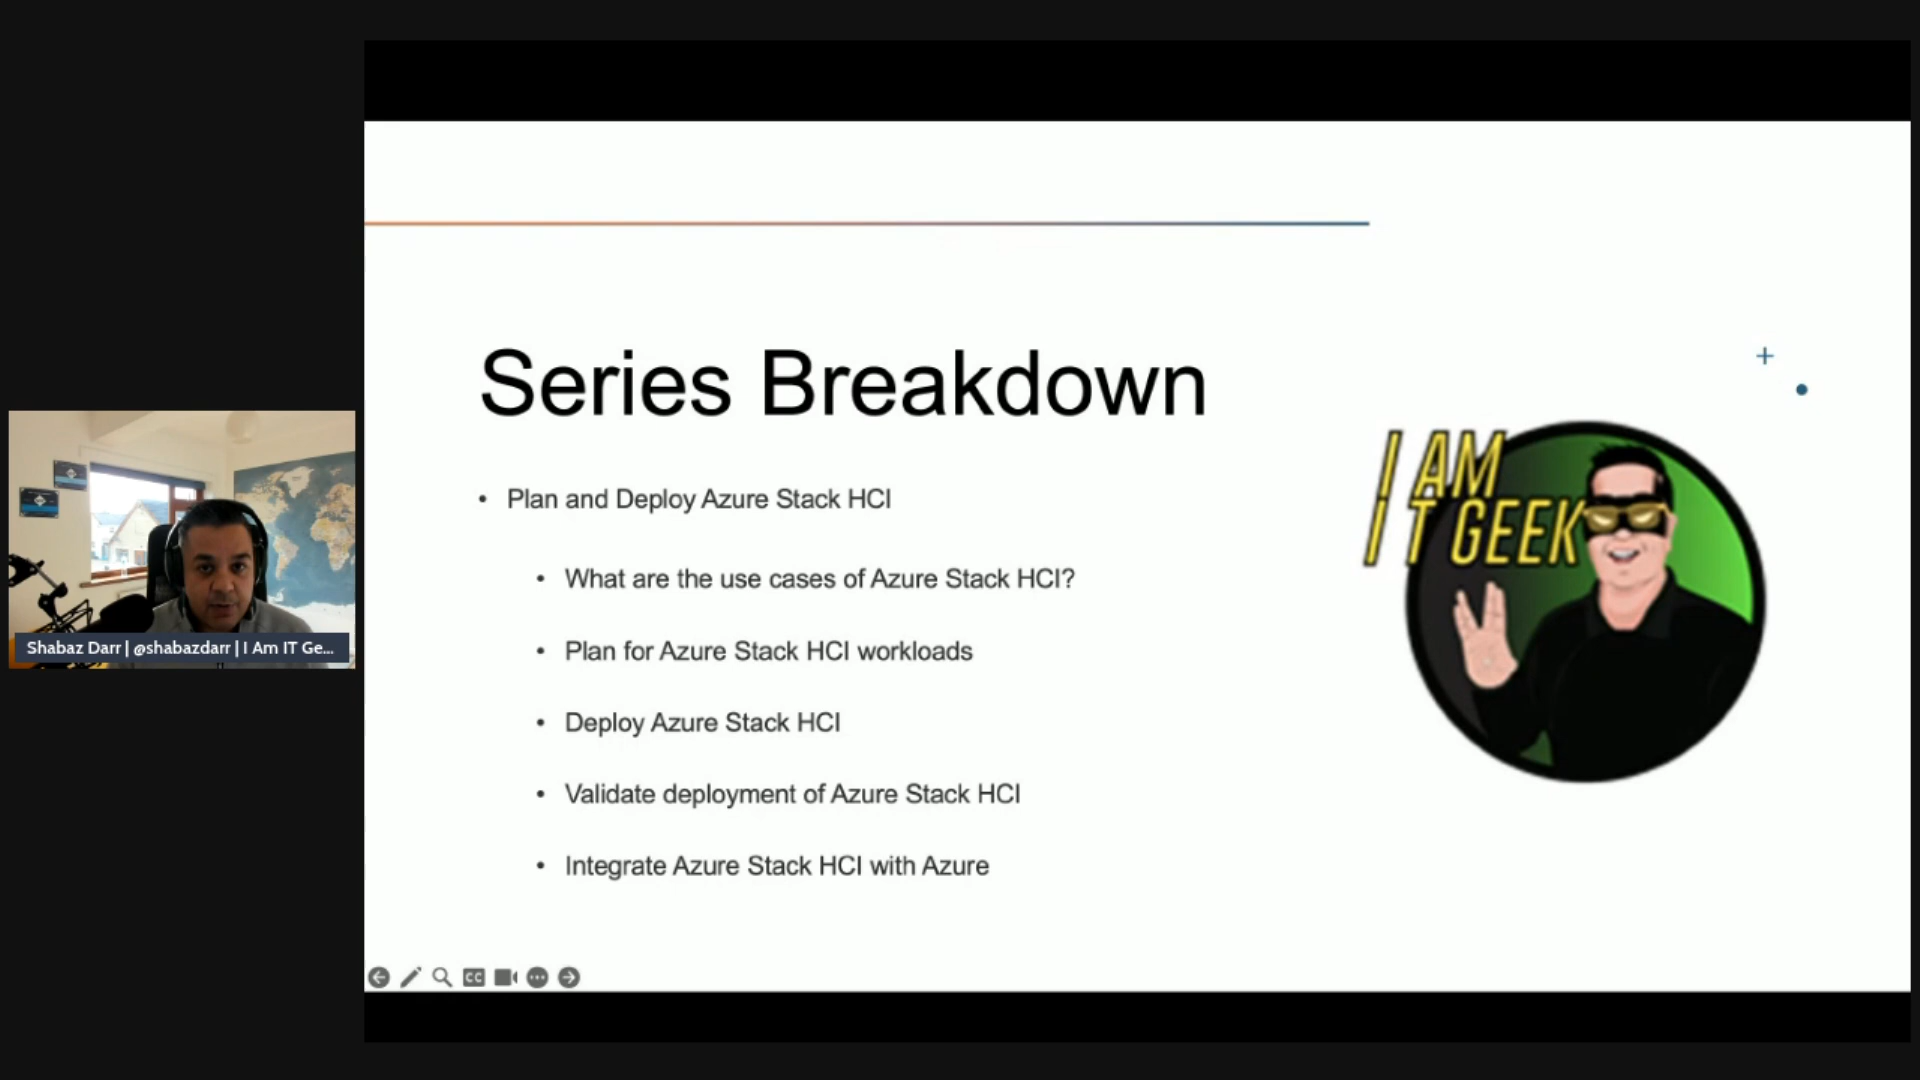 Series Breakdown
• Plan and Deploy Azure Stack HCI
• What are the use cases of Azure Stack HCI?
• Plan for Azure Stack HCI workloads
• Deploy Azure Stack HCI
• Validate deployment of Azure Stack HCI
• Integrate Azure Stack HCI with Azure
I AM
IT GEEK
Shabaz Darr | @shabazdarr | I Am IT Ge...
CC